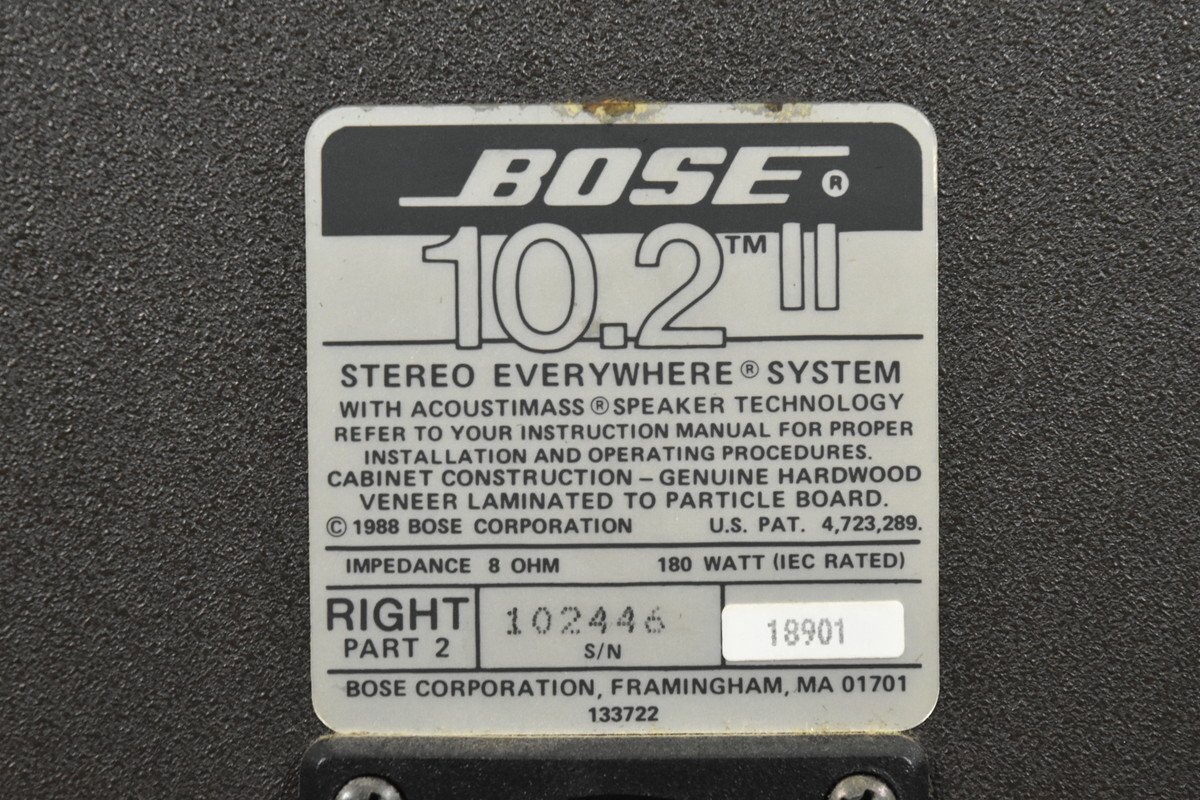 BOSE®
10.2™ II
STEREO EVERYWHERE® SYSTEM
WITH ACOUSTIMASS® SPEAKER TECHNOLOGY
REFER TO YOUR INSTRUCTION MANUAL FOR PROPER
INSTALLATION AND OPERATING PROCEDURES.
CABINET CONSTRUCTION – GENUINE HARDWOOD
VENEER LAMINATED TO PARTICLE BOARD.
© 1988 BOSE CORPORATION U.S. PAT. 4,723,289.
IMPEDANCE 8 OHM 180 WATT (IEC RATED)
RIGHT
PART 2
102446
S/N
18901
BOSE CORPORATION, FRAMINGHAM, MA 01701
133722